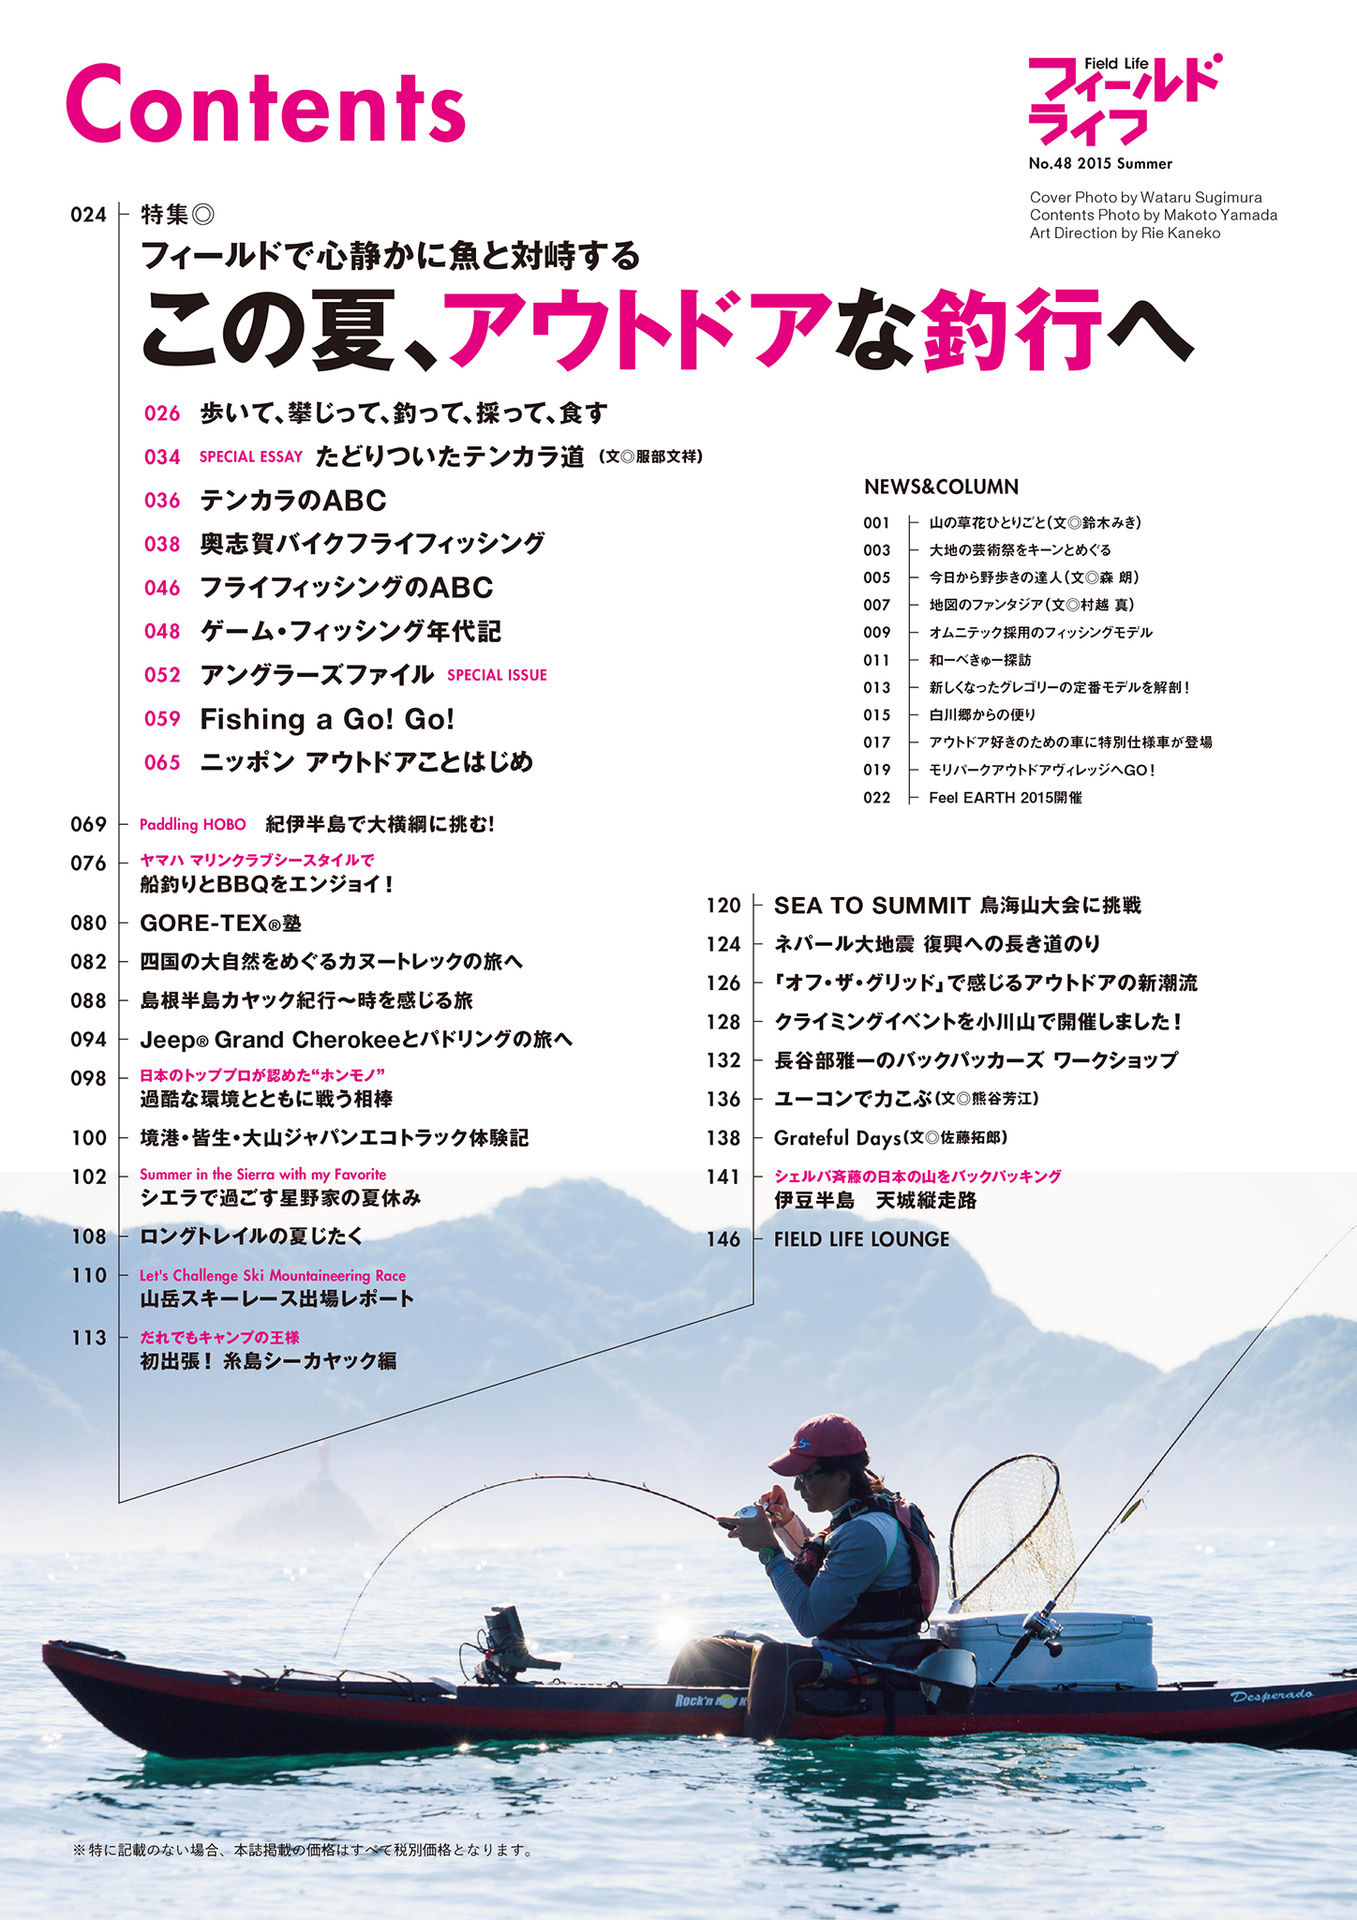 Contents
Field Life
フィールド
ライフ
No.48 2015 Summer
Cover Photo by Wataru Sugimura
Contents Photo by Makoto Yamada
Art Direction by Rie Kaneko
024 特集◎
フィールドで心静かに魚と対峙する
この夏、アウトドアな釣行へ
026 歩いて、攀じって、釣って、採って、食す
034 SPECIAL ESSAY たどりついたテンカラ道 (文◎服部文祥)
036 テンカラのABC
038 奥志賀バイクフライフィッシング
046 フライフィッシングのABC
048 ゲーム・フィッシング年代記
052 アングラーズファイル SPECIAL ISSUE
059 Fishing a Go! Go!
065 ニッポン アウトドアことはじめ
NEWS&COLUMN
001 山の草花ひとりごと(文◎鈴木みき)
003 大地の芸術祭をキーンとめぐる
005 今日から野歩きの達人(文◎森 朗)
007 地図のファンタジア(文◎村越 真)
009 オムニテック採用のフィッシングモデル
011 和ーべきゅー探訪
013 新しくなったグレゴリーの定番モデルを解剖!
015 白川郷からの便り
017 アウトドア好きのための車に特別仕様車が登場
019 モリパークアウトドアヴィレッジへGO!
022 Feel EARTH 2015開催
069 Paddling HOBO 紀伊半島で大横綱に挑む!
076 ヤマハ マリンクラブシースタイルで
船釣りとBBQをエンジョイ!
080 GORE-TEX®塾
082 四国の大自然をめぐるカヌートレックの旅へ
088 島根半島カヤック紀行〜時を感じる旅
094 Jeep® Grand Cherokeeとパドリングの旅へ
098 日本のトッププロが認めた“ホンモノ”
過酷な環境とともに戦う相棒
100 境港・皆生・大山ジャパンエコトラック体験記
102 Summer in the Sierra with my Favorite
シエラで過ごす星野家の夏休み
108 ロングトレイルの夏じたく
110 Let's Challenge Ski Mountaineering Race
山岳スキーレース出場レポート
113 だれでもキャンプの王様
初出張! 糸島シーカヤック編
120 SEA TO SUMMIT 鳥海山大会に挑戦
124 ネパール大地震 復興への長き道のり
126 「オフ・ザ・グリッド」で感じるアウトドアの新潮流
128 クライミングイベントを小川山で開催しました!
132 長谷部雅一のバックパッカーズ ワークショップ
136 ユーコンで力こぶ(文◎熊谷芳江)
138 Grateful Days(文◎佐藤拓郎)
141 シェルパ斉藤の日本の山をバックパッキング
伊豆半島　天城縦走路
146 FIELD LIFE LOUNGE
Rock'n
Desperado
※特に記載のない場合、本誌掲載の価格はすべて税別価格となります。